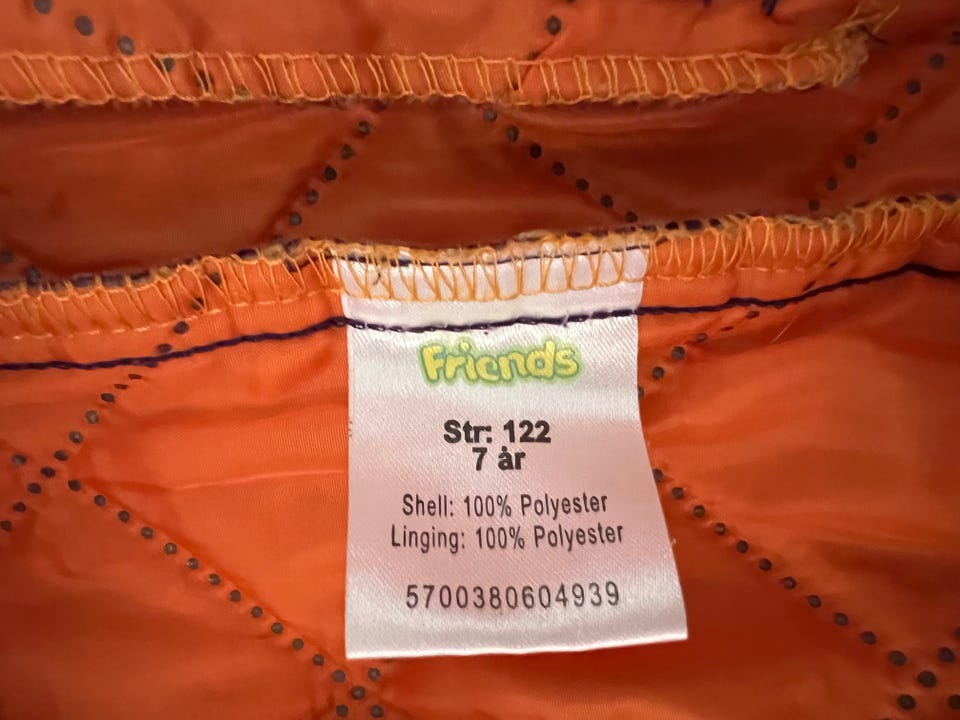 Friends
Str: 122
7 år
Shell: 100% Polyester
Linging: 100% Polyester
5700380604939